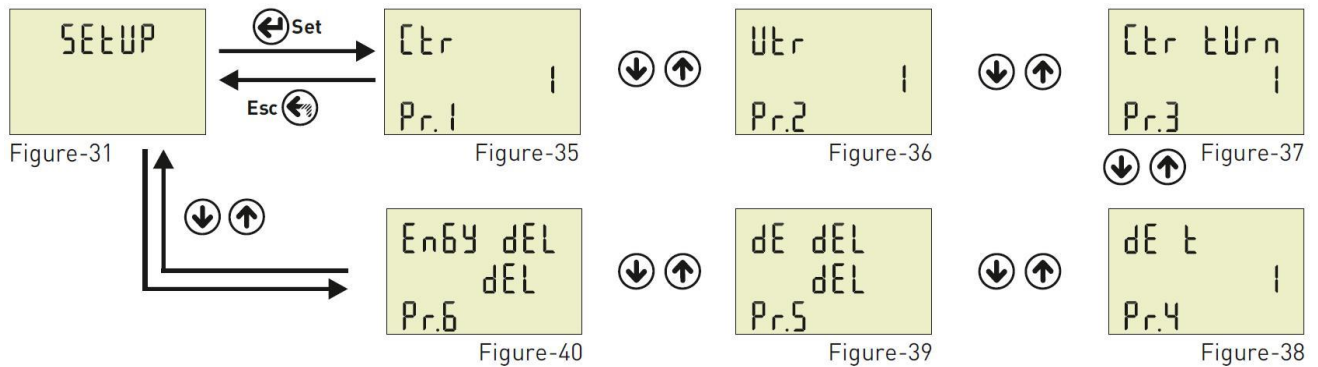 SEtUP
Set
Esc
Figure-31
Ctr
1
Pr.1
Figure-35
Utr
1
Pr.2
Figure-36
Ctr tUrn
1
Pr.3
Figure-37
EnGY dEL
dEL
Pr.6
Figure-40
dE dEL
dEL
Pr.5
Figure-39
dE t
1
Pr.4
Figure-38